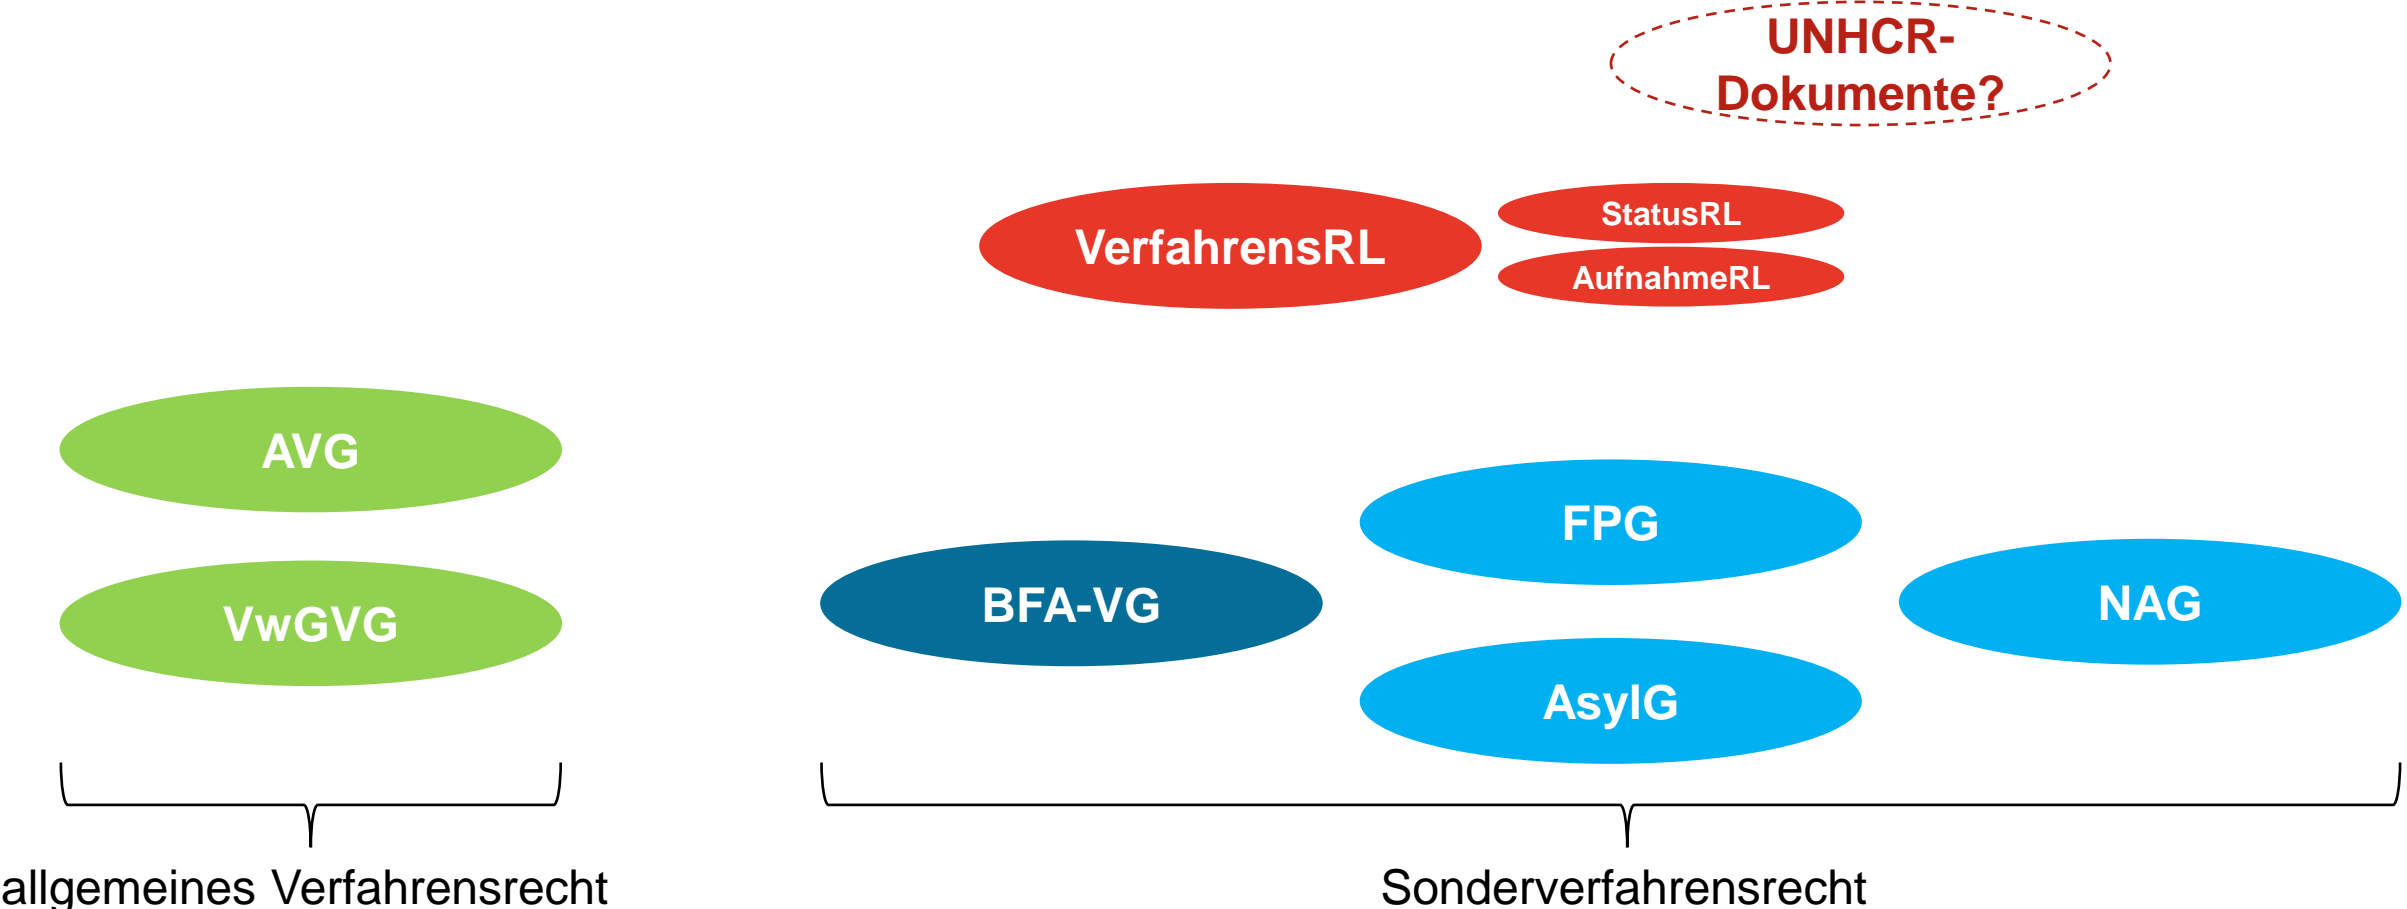 UNHCR-
Dokumente?
VerfahrensRL
StatusRL
AufnahmeRL
AVG
VwGVG
FPG
BFA-VG
NAG
AsylG
allgemeines Verfahrensrecht
Sonderverfahrensrecht